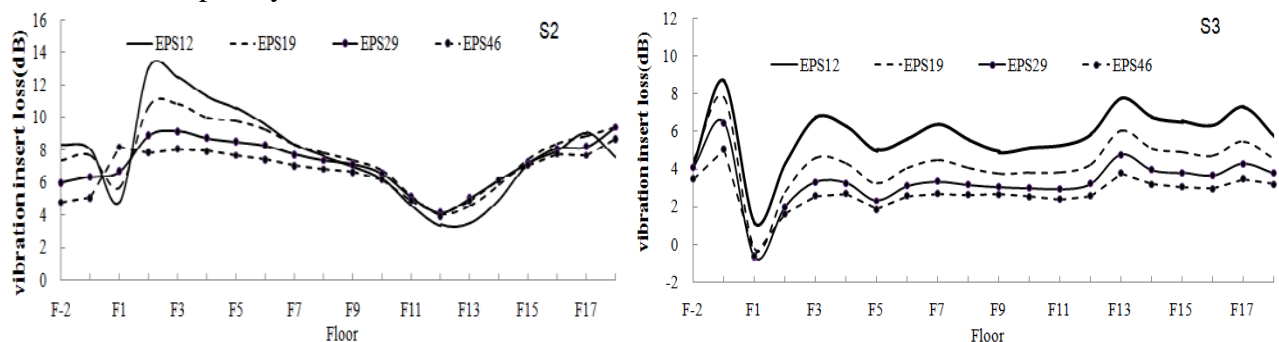 16
14
12
10
8
6
4
2
0
vibration insert loss(dB)
EPS12 EPS19 EPS29 EPS46
S2
F-2 F1 F3 F5 F7 F9 F11 F13 F15 F17
Floor
12
10
8
6
4
2
0
-2
vibration insert loss(dB)
EPS12 EPS19 EPS29 EPS46
S3
F-2 F1 F3 F5 F7 F9 F11 F13 F15 F17
Floor